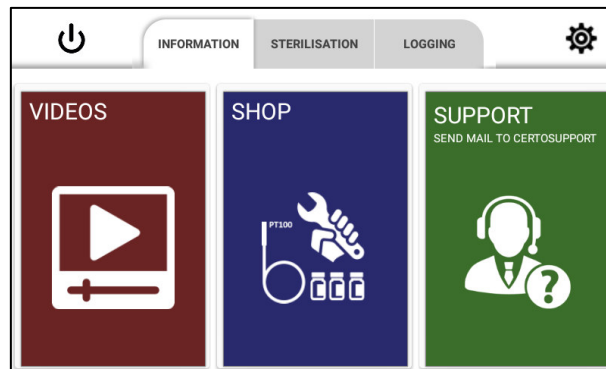 INFORMATION
STERILISATION
LOGGING
VIDEOS
SHOP
SUPPORT
SEND MAIL TO CERTOSUPPORT
PT100
C C C
?